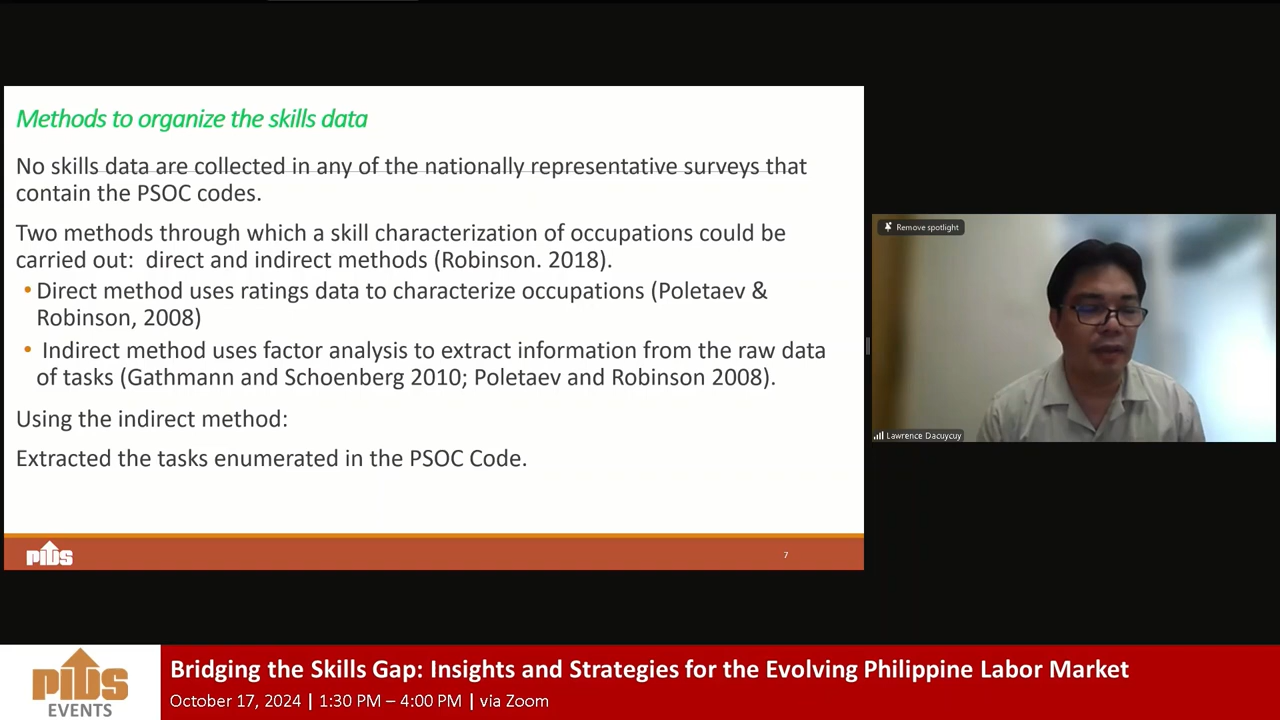 Methods to organize the skills data
No skills data are collected in any of the nationally representative surveys that
contain the PSOC codes.
Two methods through which a skill characterization of occupations could be
carried out:  direct and indirect methods (Robinson. 2018).
• Direct method uses ratings data to characterize occupations (Poletaev &
Robinson, 2008)
• Indirect method uses factor analysis to extract information from the raw data
of tasks (Gathmann and Schoenberg 2010; Poletaev and Robinson 2008).
Using the indirect method:
Extracted the tasks enumerated in the PSOC Code.
pids
7
Remove spotlight
Lawrence Dacuycuy
pids
EVENTS
Bridging the Skills Gap: Insights and Strategies for the Evolving Philippine Labor Market
October 17, 2024 | 1:30 PM – 4:00 PM | via Zoom